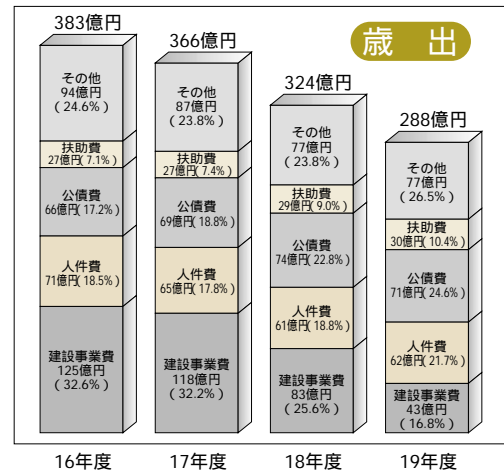 歳出
383億円
その他
94億円
(24.6%)
扶助費
27億円(7.1%)
公債費
66億円(17.2%)
人件費
71億円(18.5%)
建設事業費
125億円
(32.6%)
16年度
366億円
その他
87億円
(23.8%)
扶助費
27億円(7.4%)
公債費
69億円(18.8%)
人件費
65億円(17.8%)
建設事業費
118億円
(32.2%)
17年度
324億円
その他
77億円
(23.8%)
扶助費
29億円(9.0%)
公債費
74億円(22.8%)
人件費
61億円(18.8%)
建設事業費
83億円
(25.6%)
18年度
288億円
その他
77億円
(26.5%)
扶助費
30億円(10.4%)
公債費
71億円(24.6%)
人件費
62億円(21.7%)
建設事業費
43億円
(16.8%)
19年度